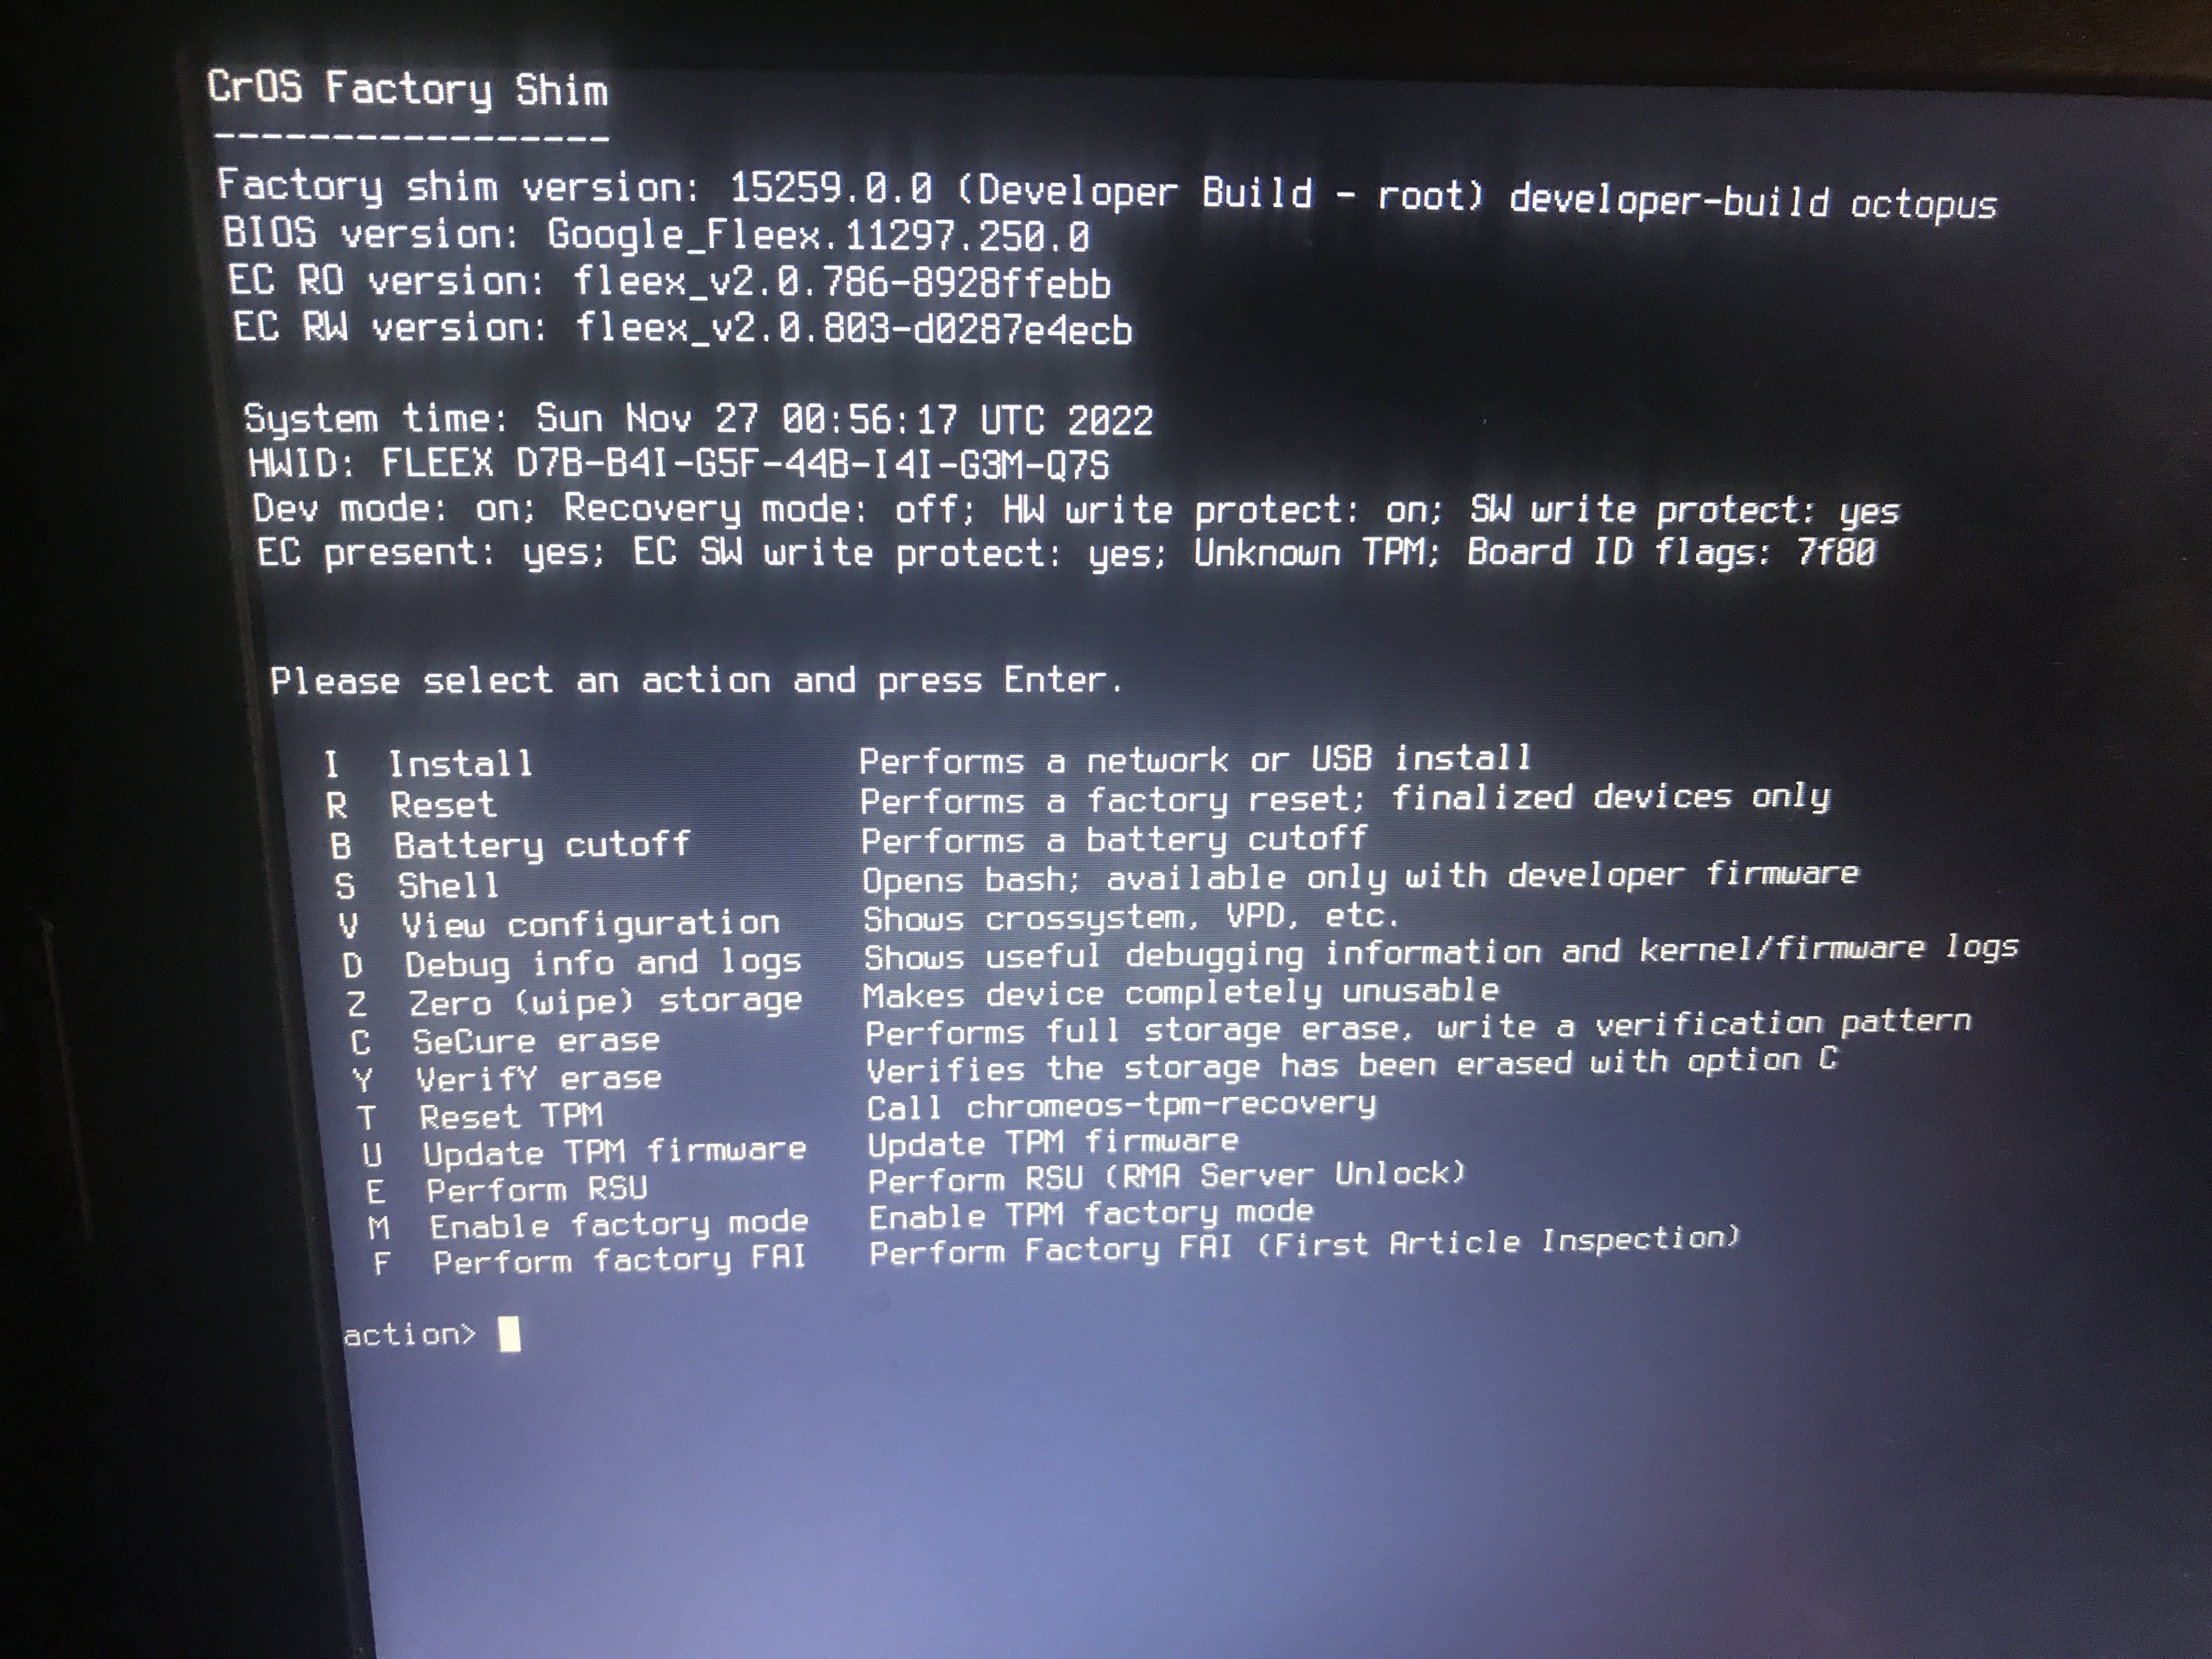 CrOS Factory Shim
-----------------
Factory shim version: 15259.0.0 (Developer Build - root) developer-build octopus
BIOS version: Google_Fleex.11297.250.0
EC RO version: fleex_v2.0.786-8928ffebb
EC RW version: fleex_v2.0.803-d0287e4ecb
System time: Sun Nov 27 00:56:17 UTC 2022
HWID: FLEEX D7B-B4I-G5F-44B-I4I-G3M-Q7S
Dev mode: on; Recovery mode: off; HW write protect: on; SW write protect: yes
EC present: yes; EC SW write protect: yes; Unknown TPM; Board ID flags: 7f80
Please select an action and press Enter.
I Install Performs a network or USB install
R Reset Performs a factory reset; finalized devices only
B Battery cutoff Performs a battery cutoff
S Shell Opens bash; available only with developer firmware
V View configuration Shows crossystem, VPD, etc.
D Debug info and logs Shows useful debugging information and kernel/firmware logs
Z Zero (wipe) storage Makes device completely unusable
C SeCure erase Performs full storage erase, write a verification pattern
Y VerifY erase Verifies the storage has been erased with option C
T Reset TPM Call chromeos-tpm-recovery
U Update TPM firmware Update TPM firmware
E Perform RSU Perform RSU (RMA Server Unlock)
M Enable factory mode Enable TPM factory mode
F Perform factory FAI Perform Factory FAI (First Article Inspection)
action>